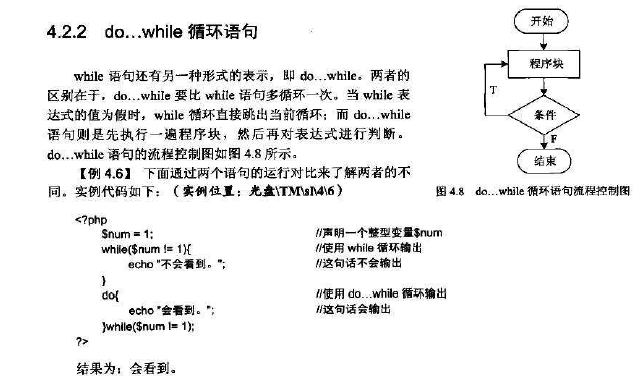 4.2.2 do…while 循环语句
while 语句还有另一种形式的表示，即 do…while。两者的
区别在于，do…while 要比 while 语句多循环一次。当 while 表
达式的值为假时，while 循环直接跳出当前循环；而 do…while
语句则是先执行一遍程序块，然后再对表达式进行判断。
do…while 语句的流程控制图如图 4.8 所示。
【例 4.6】 下面通过两个语句的运行对比来了解两者的不
同。实例代码如下：（实例位置：光盘\TM\sl\4\6）
开始
程序块
T
条件
F
结束
图 4.8 do…while 循环语句流程控制图
<?php
$num = 1; //声明一个整型变量$num
while($num != 1){ //使用 while 循环输出
echo "不会看到。"; //这句话不会输出
}
do{ //使用 do…while 循环输出
echo "会看到。"; //这句话会输出
}while($num != 1);
?>
结果为：会看到。